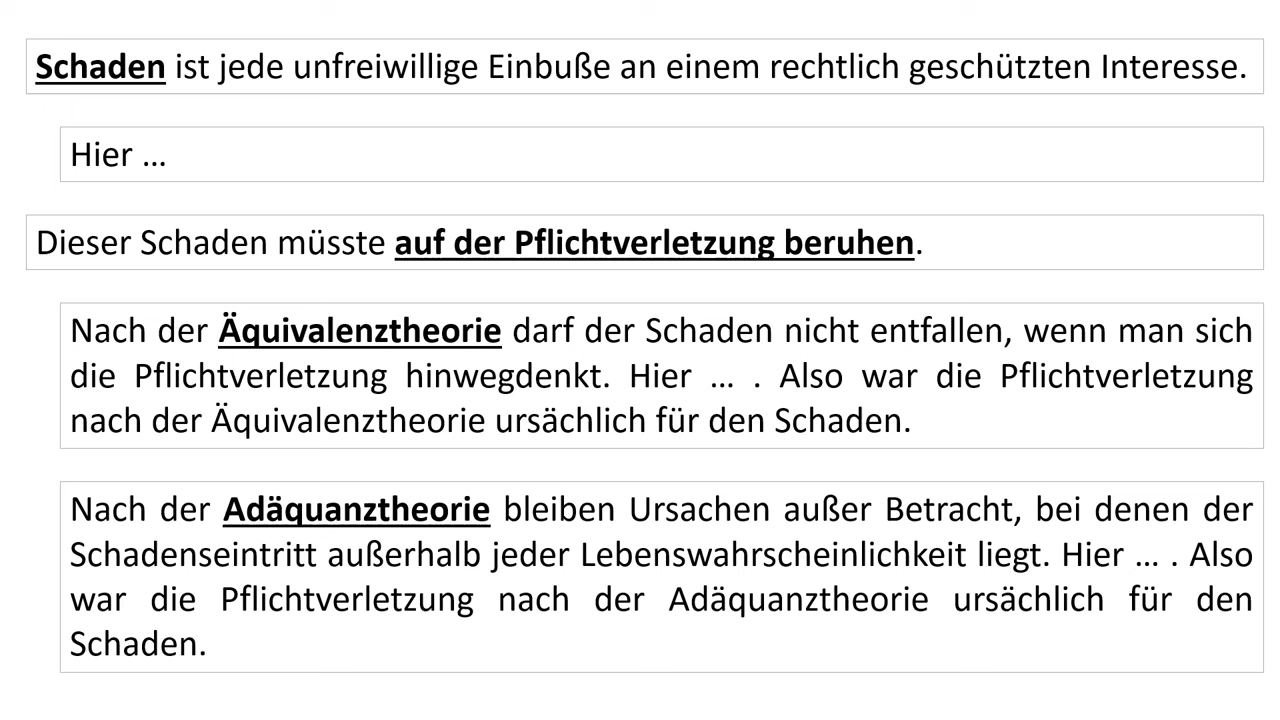 Schaden ist jede unfreiwillige Einbuße an einem rechtlich geschützten Interesse.
Hier …
Dieser Schaden müsste auf der Pflichtverletzung beruhen.
Nach der Äquivalenztheorie darf der Schaden nicht entfallen, wenn man sich
die Pflichtverletzung hinwegdenkt. Hier … . Also war die Pflichtverletzung
nach der Äquivalenztheorie ursächlich für den Schaden.
Nach der Adäquanztheorie bleiben Ursachen außer Betracht, bei denen der
Schadenseintritt außerhalb jeder Lebenswahrscheinlichkeit liegt. Hier … . Also
war die Pflichtverletzung nach der Adäquanztheorie ursächlich für den
Schaden.